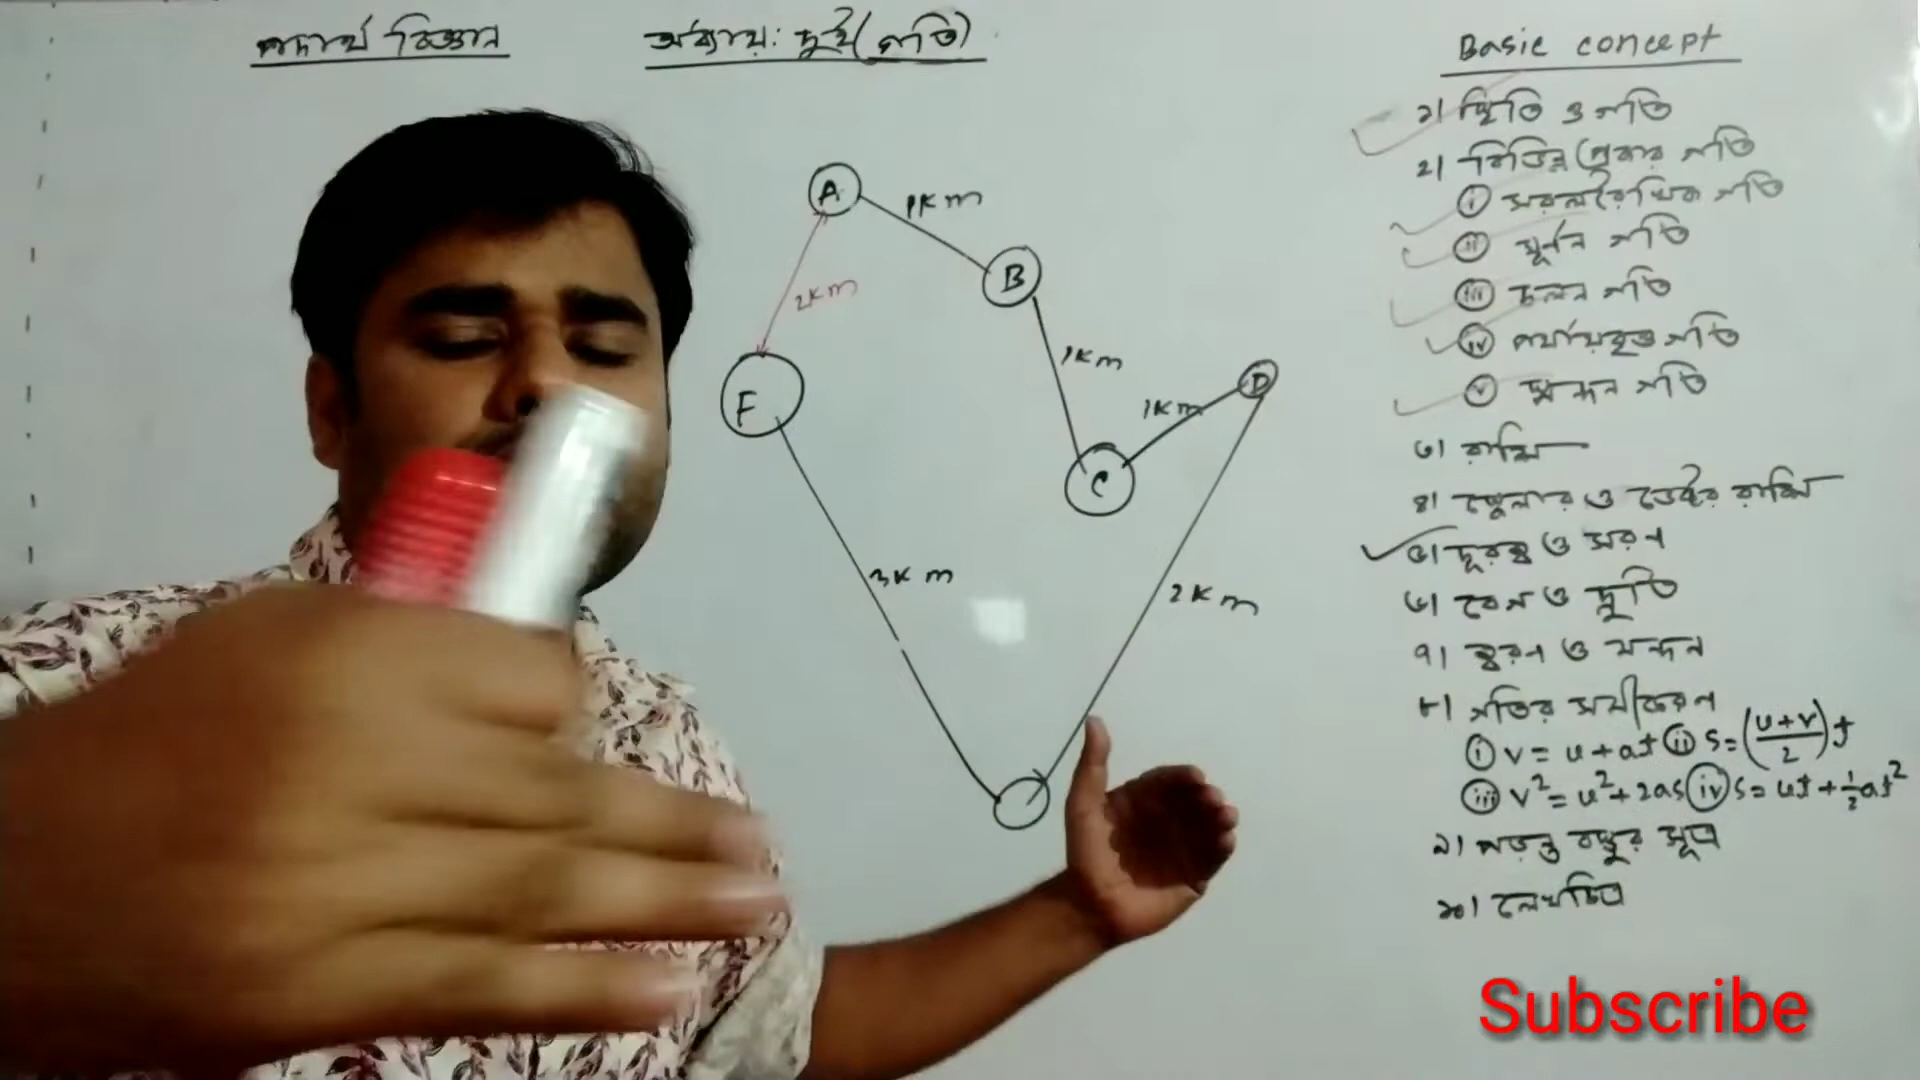 পদার্থ বিজ্ঞান
অধ্যায়: দুই (গতি)
A
1km
B
2km
1km
D
1km
F
C
3km
2km
Basic concept
১। স্থিতি ও গতি
২। বিভিন্ন প্রকার গতি
i সরলরৈখিক গতি
ii ঘূর্ণন গতি
iii চলন গতি
iv পর্যায়বৃত্ত গতি
v স্পন্দন গতি
৩। রাশি
৪। স্কেলার ও ভেক্টর রাশি
৫। দূরত্ব ও সরণ
৬। বেগ ও দ্রুতি
৭। ত্বরণ ও মন্দন
৮। গতির সমীকরণ
i v = u + at ii s = (u+v/2)t
iii v² = u² + 2as iv s = ut + ½at²
৯। পড়ন্ত বস্তুর সূত্র
১০। লেখচিত্র
Subscribe